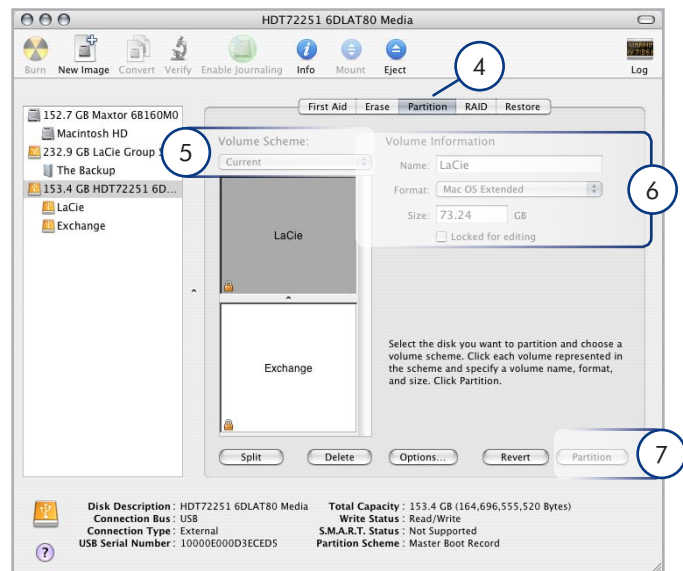 HDT72251 6DLAT80 Media
Burn New Image Convert Verify Enable Journaling Info Mount Eject Log
4
First Aid Erase Partition RAID Restore
152.7 GB Maxtor 6B160M0
Macintosh HD
232.9 GB LaCie Group
The Backup
153.4 GB HDT72251 6D...
LaCie
Exchange
5
Volume Scheme:
Current
LaCie
Exchange
Volume Information
Name: LaCie
Format: Mac OS Extended
Size: 73.24 GB
Locked for editing
6
Select the disk you want to partition and choose a
volume scheme. Click each volume represented in
the scheme and specify a volume name, format,
and size. Click Partition.
Split Delete Options... Revert Partition
7
Disk Description : HDT72251 6DLAT80 Media
Connection Bus : USB
Connection Type : External
USB Serial Number : 10000E000D3ECED5
Total Capacity : 153.4 GB (164,696,555,520 Bytes)
Write Status : Read/Write
S.M.A.R.T. Status : Not Supported
Partition Scheme : Master Boot Record
?